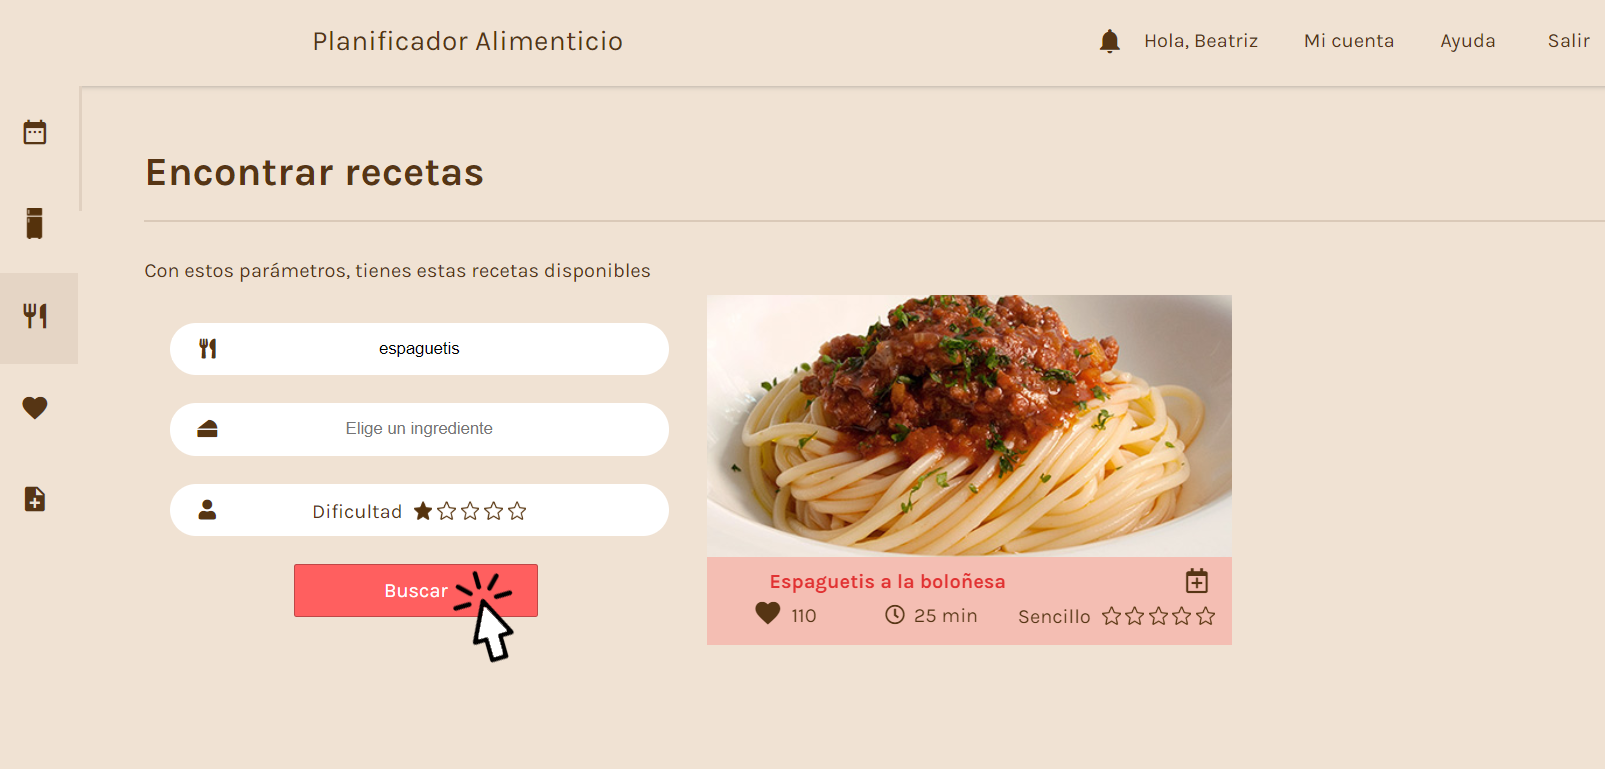 Planificador Alimenticio
Hola, Beatriz
Mi cuenta
Ayuda
Salir
Encontrar recetas
Con estos parámetros, tienes estas recetas disponibles
espaguetis
Elige un ingrediente
Dificultad
Buscar
Espaguetis a la boloñesa
110
25 min
Sencillo